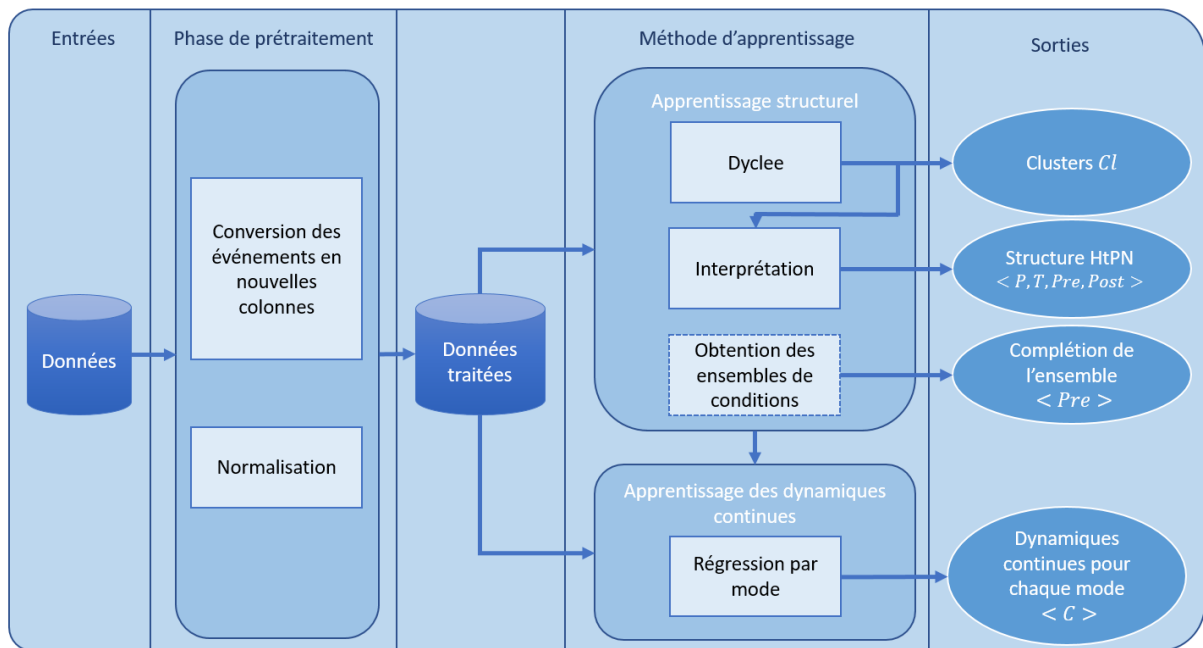 Entrées
Phase de prétraitement
Méthode d'apprentissage
Sorties
Données
Conversion des
événements en
nouvelles
colonnes
Normalisation
Données
traitées
Apprentissage structurel
Dyclee
Interprétation
Obtention des
ensembles de
conditions
Apprentissage des dynamiques
continues
Régression par
mode
Clusters Cl
Structure HtPN
< P, T, Pre, Post >
Complétion de
l'ensemble
< Pre >
Dynamiques
continues pour
chaque mode
< C >